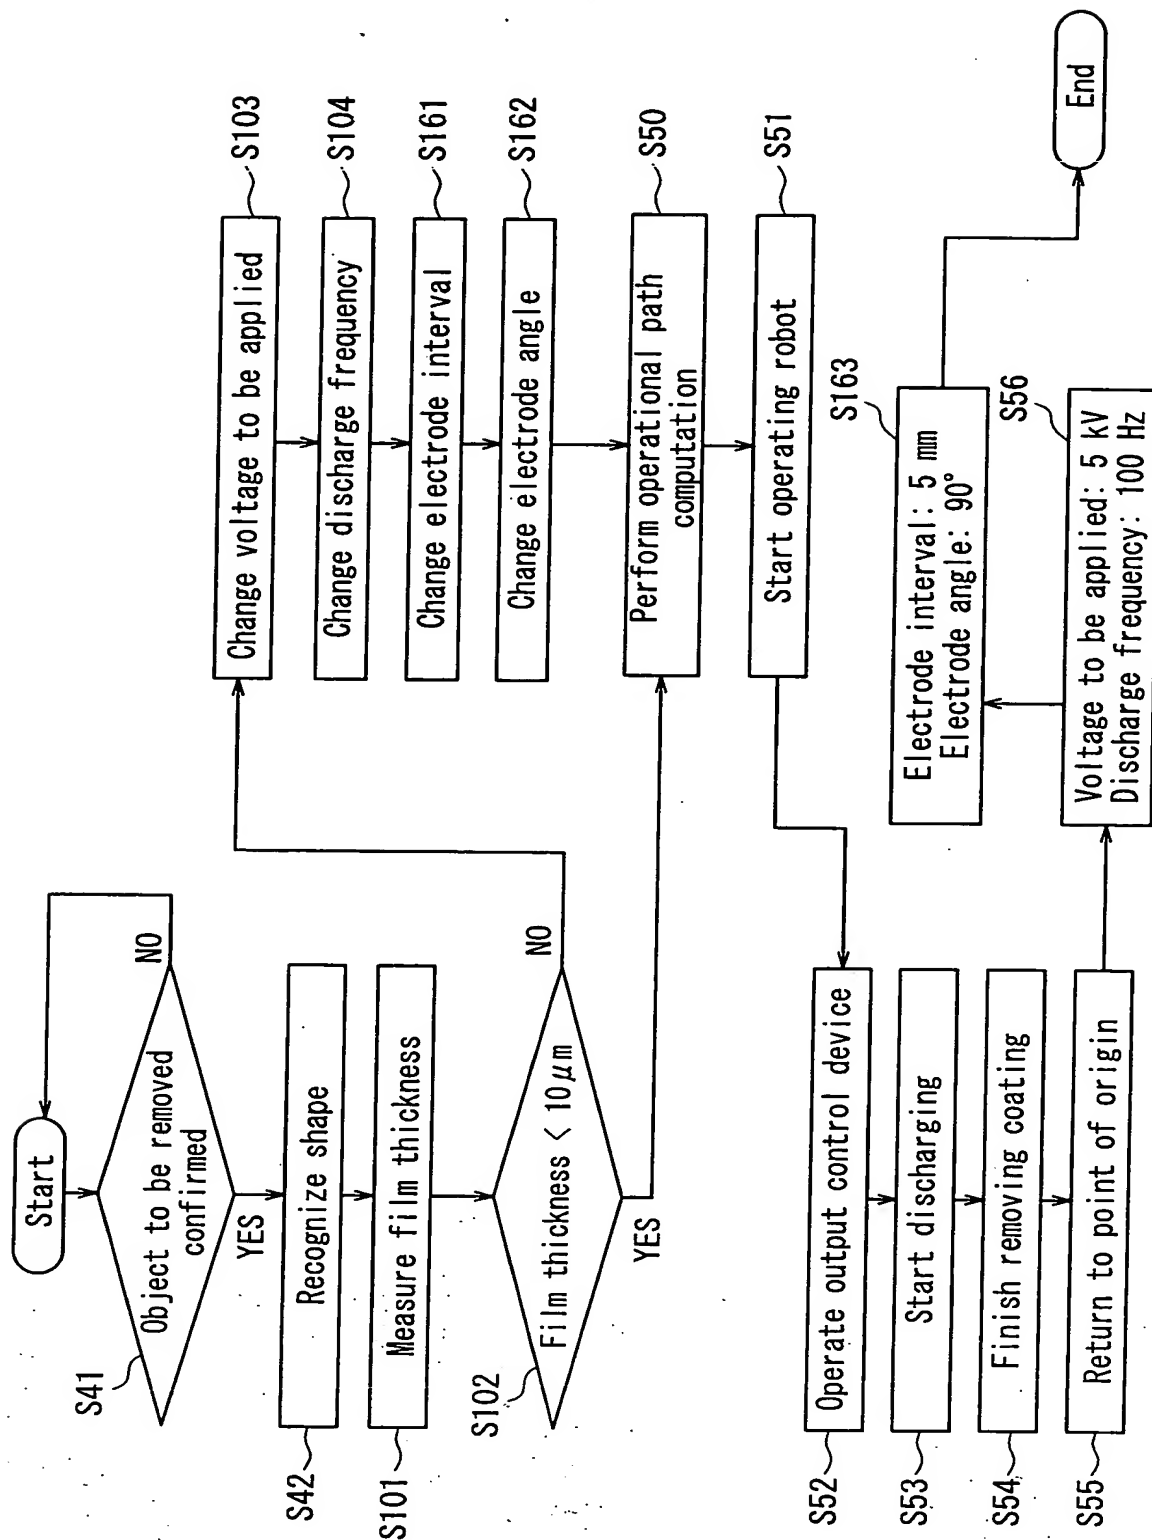 Start
S41
Object to be removed
confirmed
NO
YES
S42
Recognize shape
S101
Measure film thickness
S102
Film thickness < 10μm
NO
YES
Change voltage to be applied
S103
Change discharge frequency
S104
Change electrode interval
S161
Change electrode angle
S162
Perform operational path
computation
S50
Start operating robot
S51
S52
Operate output control device
S53
Start discharging
S54
Finish removing coating
S55
Return to point of origin
S56
Voltage to be applied: 5 kV
Discharge frequency: 100 Hz
S163
Electrode interval: 5 mm
Electrode angle: 90°
End